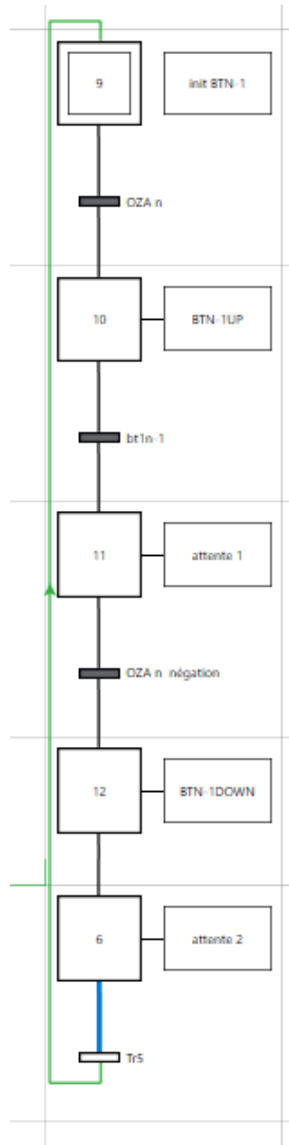 9
init BTN-1
OZA n
10
BTN-1UP
bt1n-1
11
attente 1
OZA n négation
12
BTN-1DOWN
6
attente 2
Tr5